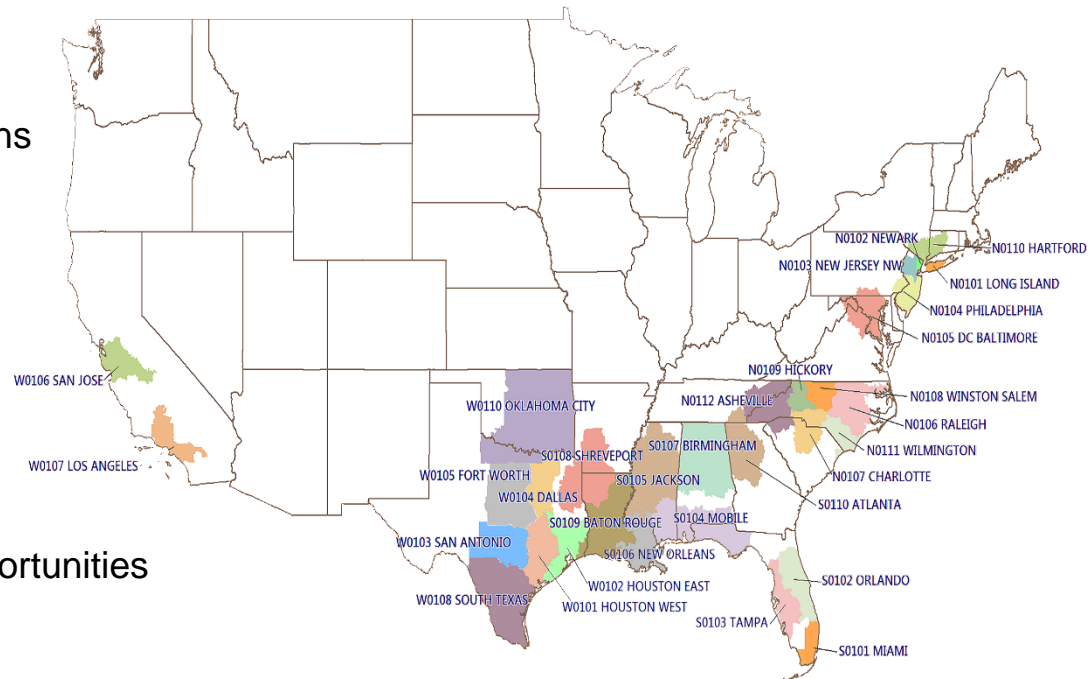 ns
ortunities
N0102 NEWARK
N0110 HARTFORD
N0103 NEW JERSEY NW
N0101 LONG ISLAND
N0104 PHILADELPHIA
N0105 DC BALTIMORE
N0109 HICKORY
W0106 SAN JOSE
N0112 ASHEVILLE
N0108 WINSTON SALEM
W0110 OKLAHOMA CITY
N0106 RALEIGH
S0107 BIRMINGHAM
N0111 WILMINGTON
S0108 SHREVEPORT
W0107 LOS ANGELES
W0105 FORT WORTH
S0105 JACKSON
N0107 CHARLOTTE
W0104 DALLAS
S0110 ATLANTA
S0109 BATON ROUGE
S0104 MOBILE
W0103 SAN ANTONIO
S0106 NEW ORLEANS
S0102 ORLANDO
W0102 HOUSTON EAST
W0108 SOUTH TEXAS
W0101 HOUSTON WEST
S0103 TAMPA
S0101 MIAMI